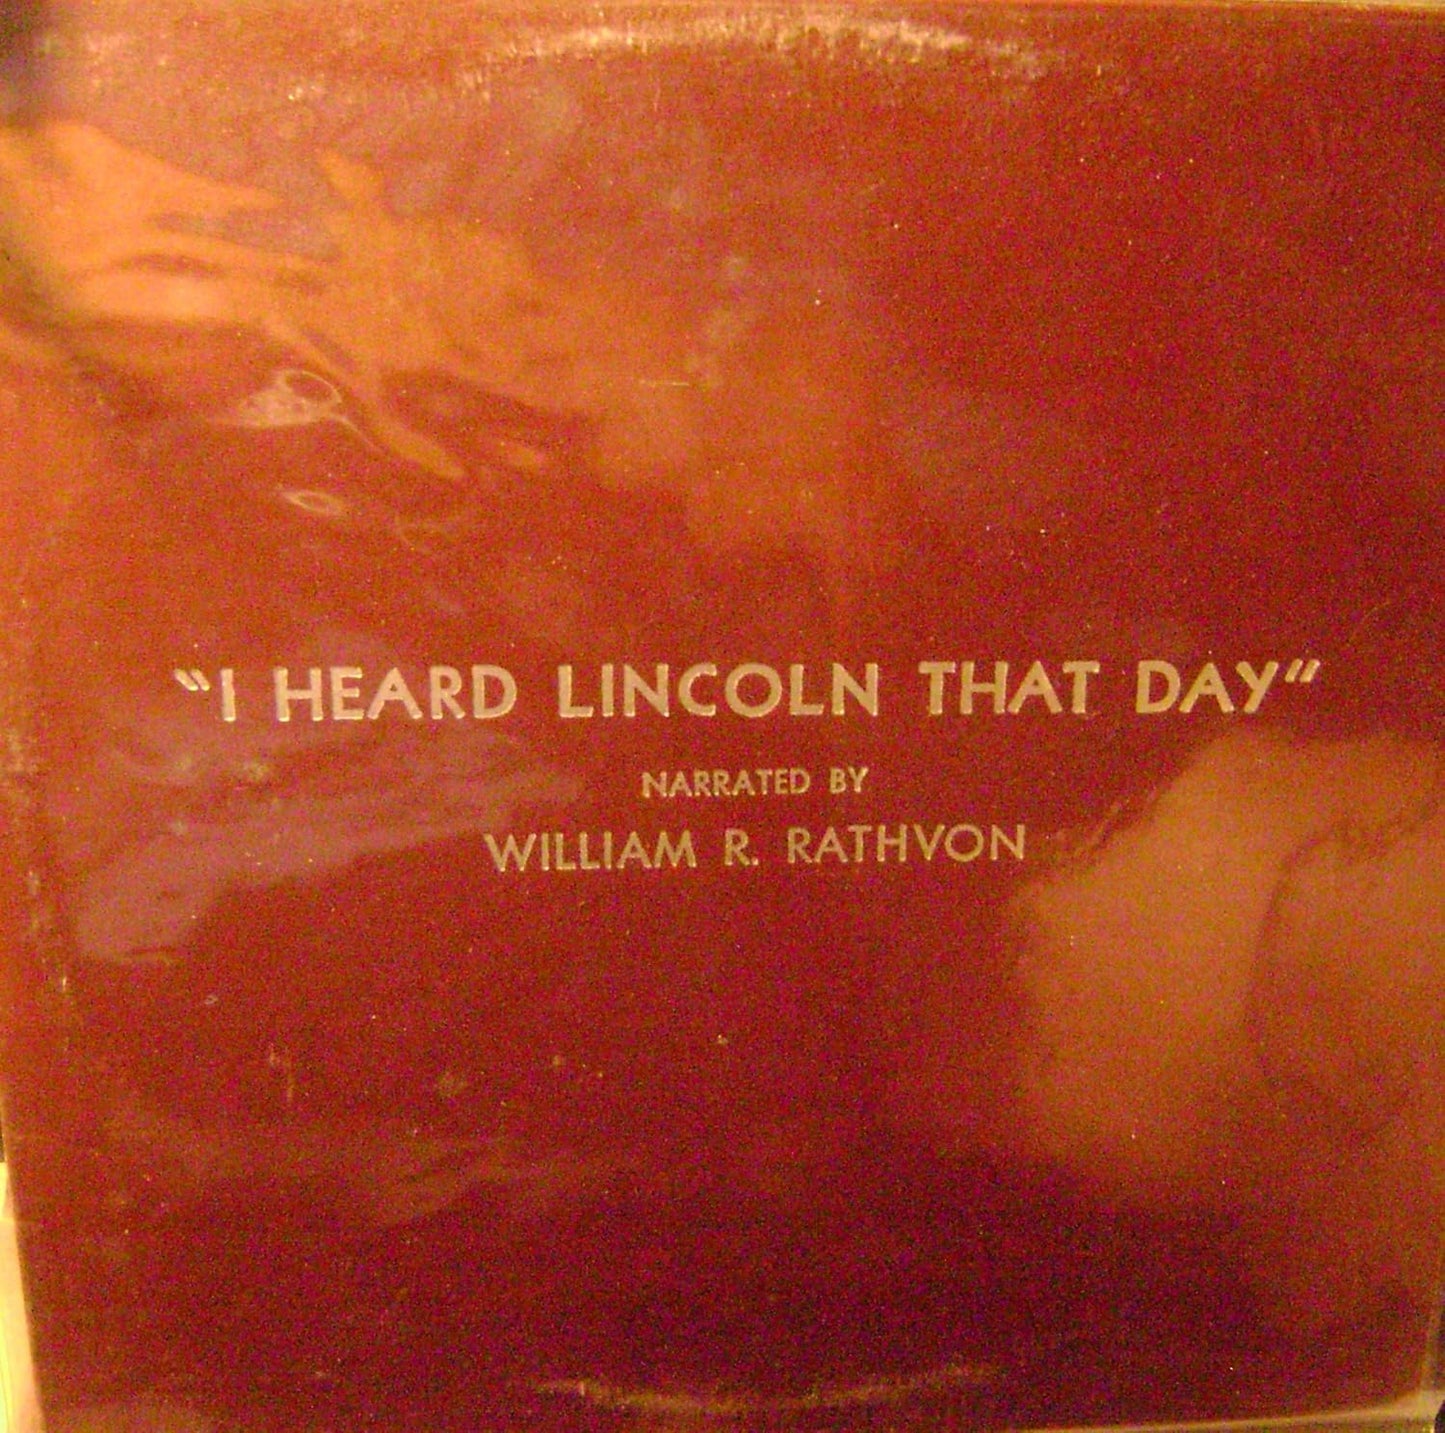 "I HEARD LINCOLN THAT DAY"
NARRATED BY
WILLIAM R. RATHVON